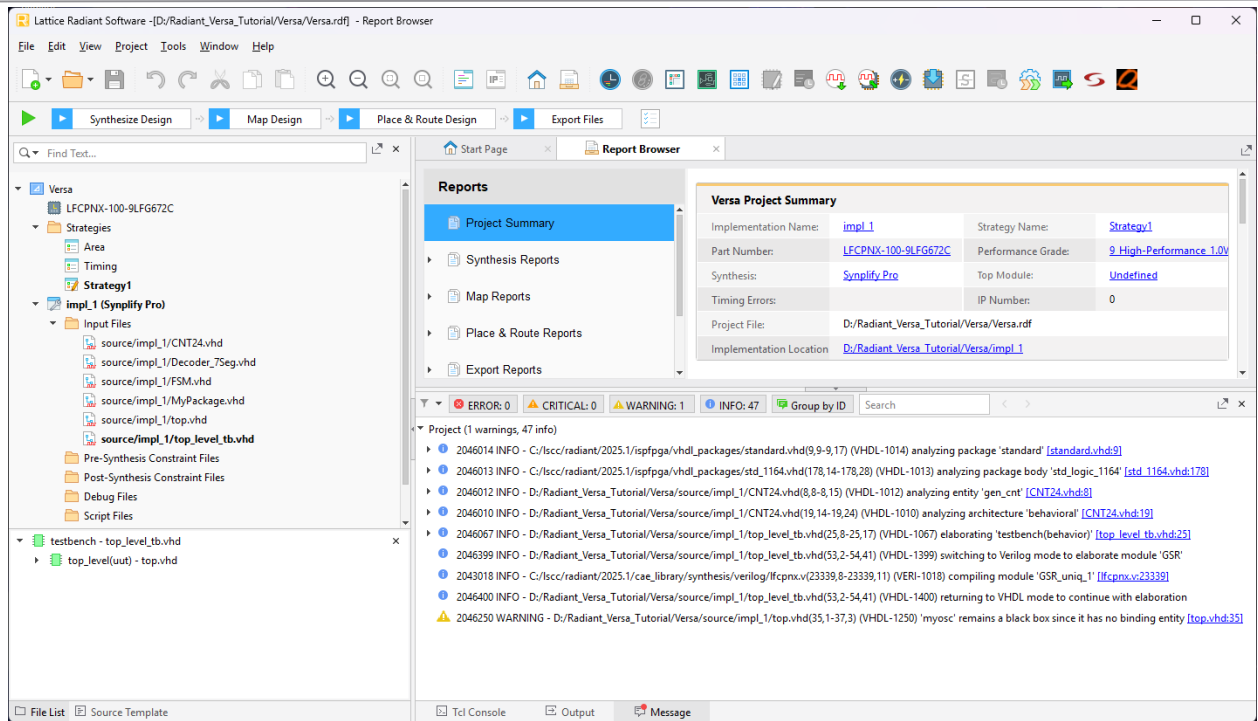 Lattice Radiant Software -[D:/Radiant_Versa_Tutorial/Versa/Versa.rdf] - Report Browser
File Edit View Project Tools Window Help
Synthesize Design Map Design Place & Route Design Export Files
Find Text...
Versa
LFCPNX-100-9LFG672C
Strategies
Area
Timing
Strategy1
impl_1 (Synplify Pro)
Input Files
source/impl_1/CNT24.vhd
source/impl_1/Decoder_7Seg.vhd
source/impl_1/FSM.vhd
source/impl_1/MyPackage.vhd
source/impl_1/top.vhd
source/impl_1/top_level_tb.vhd
Pre-Synthesis Constraint Files
Post-Synthesis Constraint Files
Debug Files
Script Files
testbench - top_level_tb.vhd
top_level(uut) - top.vhd
File List Source Template
Start Page Report Browser
Reports
Project Summary
Synthesis Reports
Map Reports
Place & Route Reports
Export Reports
Versa Project Summary
Implementation Name: impl_1 Strategy Name: Strategy1
Part Number: LFCPNX-100-9LFG672C Performance Grade: 9_High-Performance_1.0V
Synthesis: Synplify Pro Top Module: Undefined
Timing Errors: IP Number: 0
Project File: D:/Radiant_Versa_Tutorial/Versa/Versa.rdf
Implementation Location D:/Radiant_Versa_Tutorial/Versa/impl_1
ERROR: 0 CRITICAL: 0 WARNING: 1 INFO: 47 Group by ID Search
Project (1 warnings, 47 info)
2046014 INFO - C:/lscc/radiant/2025.1/ispfpga/vhdl_packages/standard.vhd(9,9-9,17) (VHDL-1014) analyzing package 'standard' [standard.vhd:9]
2046013 INFO - C:/lscc/radiant/2025.1/ispfpga/vhdl_packages/std_1164.vhd(178,14-178,28) (VHDL-1013) analyzing package body 'std_logic_1164' [std_1164.vhd:178]
2046012 INFO - D:/Radiant_Versa_Tutorial/Versa/source/impl_1/CNT24.vhd(8,8-8,15) (VHDL-1012) analyzing entity 'gen_cnt' [CNT24.vhd:8]
2046010 INFO - D:/Radiant_Versa_Tutorial/Versa/source/impl_1/CNT24.vhd(19,14-19,24) (VHDL-1010) analyzing architecture 'behavioral' [CNT24.vhd:19]
2046067 INFO - D:/Radiant_Versa_Tutorial/Versa/source/impl_1/top_level_tb.vhd(25,8-25,17) (VHDL-1067) elaborating 'testbench(behavior)' [top_level_tb.vhd:25]
2046399 INFO - D:/Radiant_Versa_Tutorial/Versa/source/impl_1/top_level_tb.vhd(53,2-54,41) (VHDL-1399) switching to Verilog mode to elaborate module 'GSR'
2043018 INFO - C:/lscc/radiant/2025.1/cae_library/synthesis/verilog/lfcpnx.v(23339,8-23339,11) (VERI-1018) compiling module 'GSR_uniq_1' [lfcpnx.v:23339]
2046400 INFO - D:/Radiant_Versa_Tutorial/Versa/source/impl_1/top_level_tb.vhd(53,2-54,41) (VHDL-1400) returning to VHDL mode to continue with elaboration
2046250 WARNING - D:/Radiant_Versa_Tutorial/Versa/source/impl_1/top.vhd(35,1-37,3) (VHDL-1250) 'myosc' remains a black box since it has no binding entity [top.vhd:35]
Tcl Console Output Message